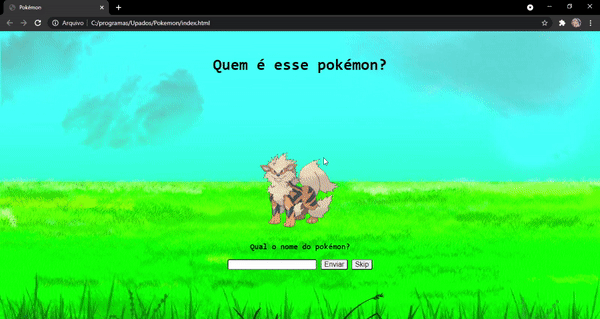 Pokémon
Arquivo | C:/programas/Upados/Pokemon/index.html
Quem é esse pokémon?
Qual o nome do pokémon?
Enviar Skip